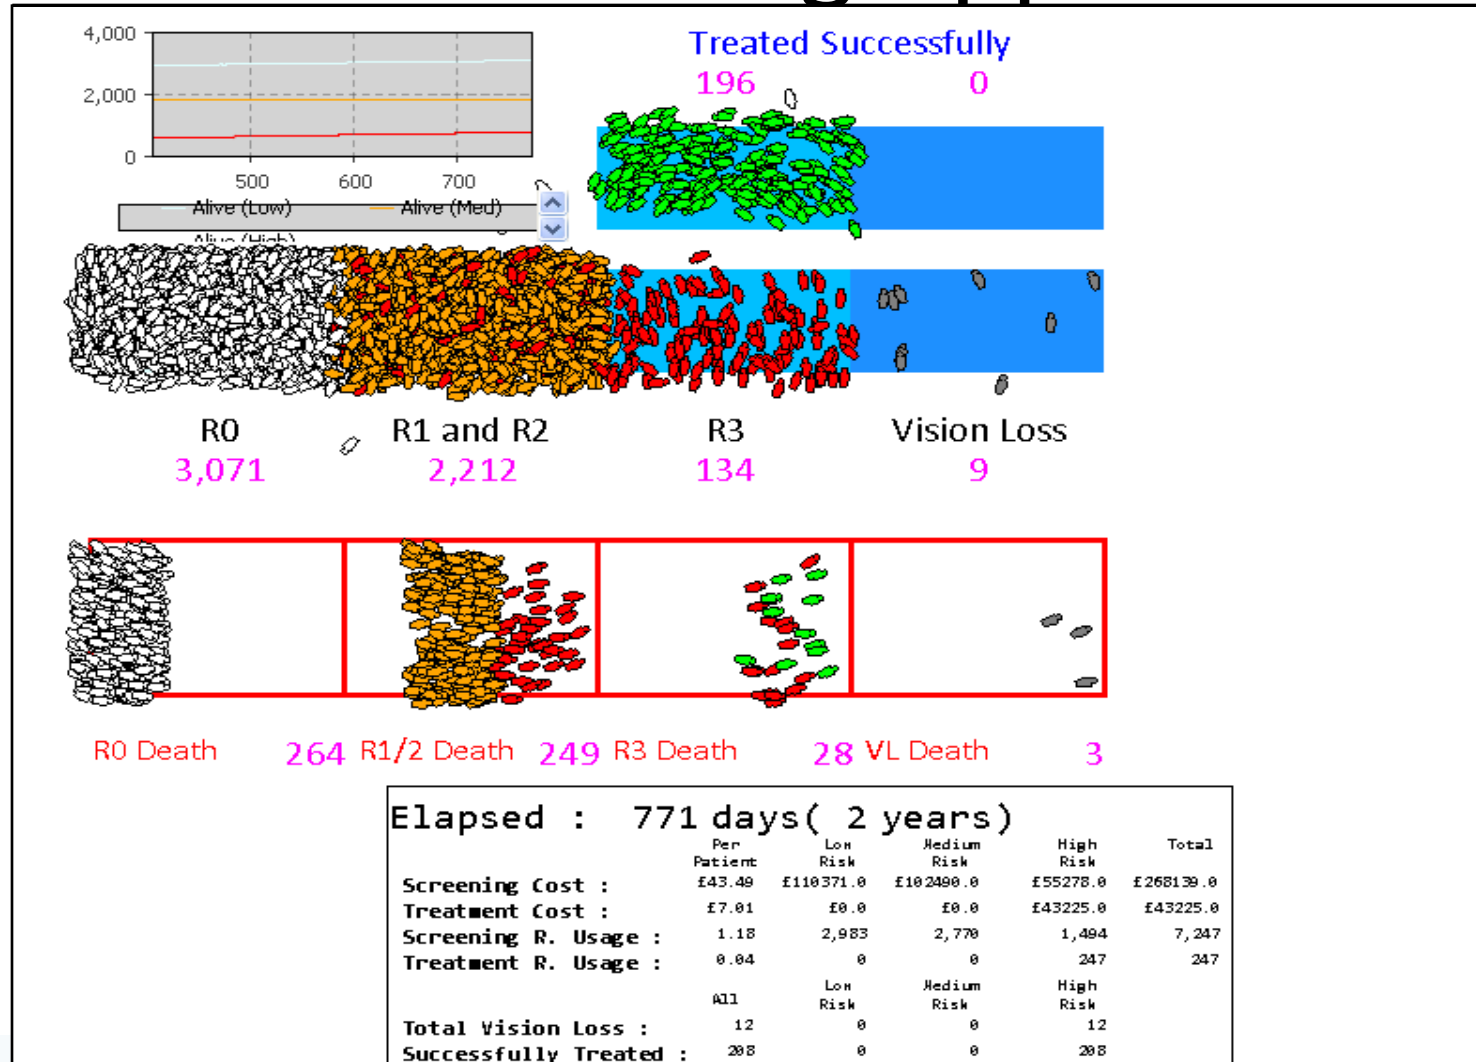 4,000
2,000
0
500 600 700
Alive (Low) Alive (Med)
Alive (High)
Treated Successfully
196 0
R0 R1 and R2 R3 Vision Loss
3,071 2,212 134 9
R0 Death 264 R1/2 Death 249 R3 Death 28 VL Death 3
Elapsed : 771 days( 2 years)
Per Low Medium High Total
Patient Risk Risk Risk
Screening Cost : £43.49 £110371.0 £102490.0 £55278.0 £268139.0
Treatment Cost : £7.01 £0.0 £0.0 £43225.0 £43225.0
Screening R. Usage : 1.18 2,983 2,770 1,494 7,247
Treatment R. Usage : 0.04 0 0 247 247
All Low Medium High
Risk Risk Risk
Total Vision Loss : 12 0 0 12
Successfully Treated : 208 0 0 208